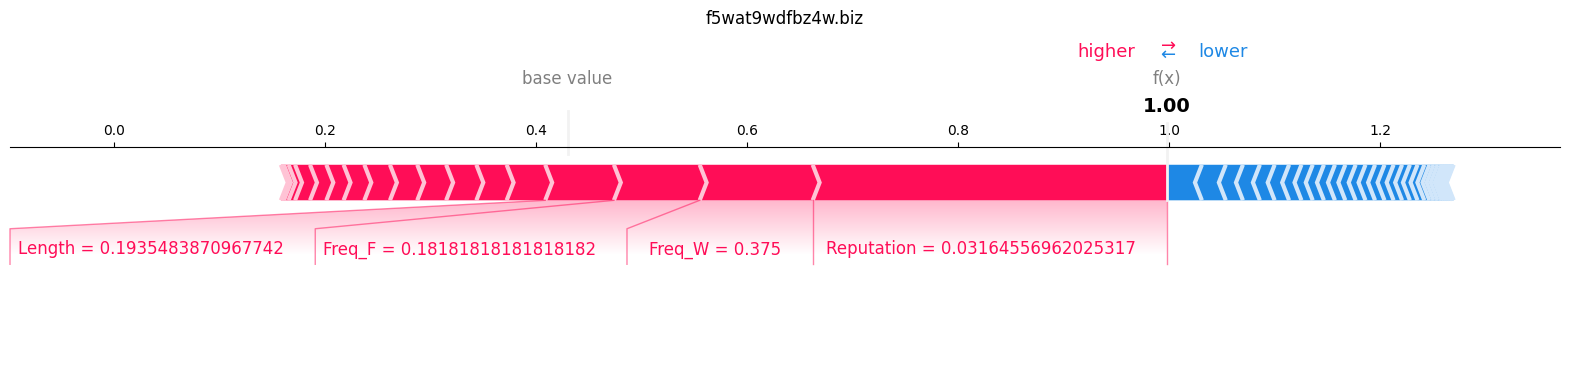 f5wat9wdfbz4w.biz
higher → ← lower
base value f(x)
1.00
0.0 0.2 0.4 0.6 0.8 1.0 1.2
Length = 0.1935483870967742 Freq_F = 0.18181818181818182 Freq_W = 0.375 Reputation = 0.03164556962025317